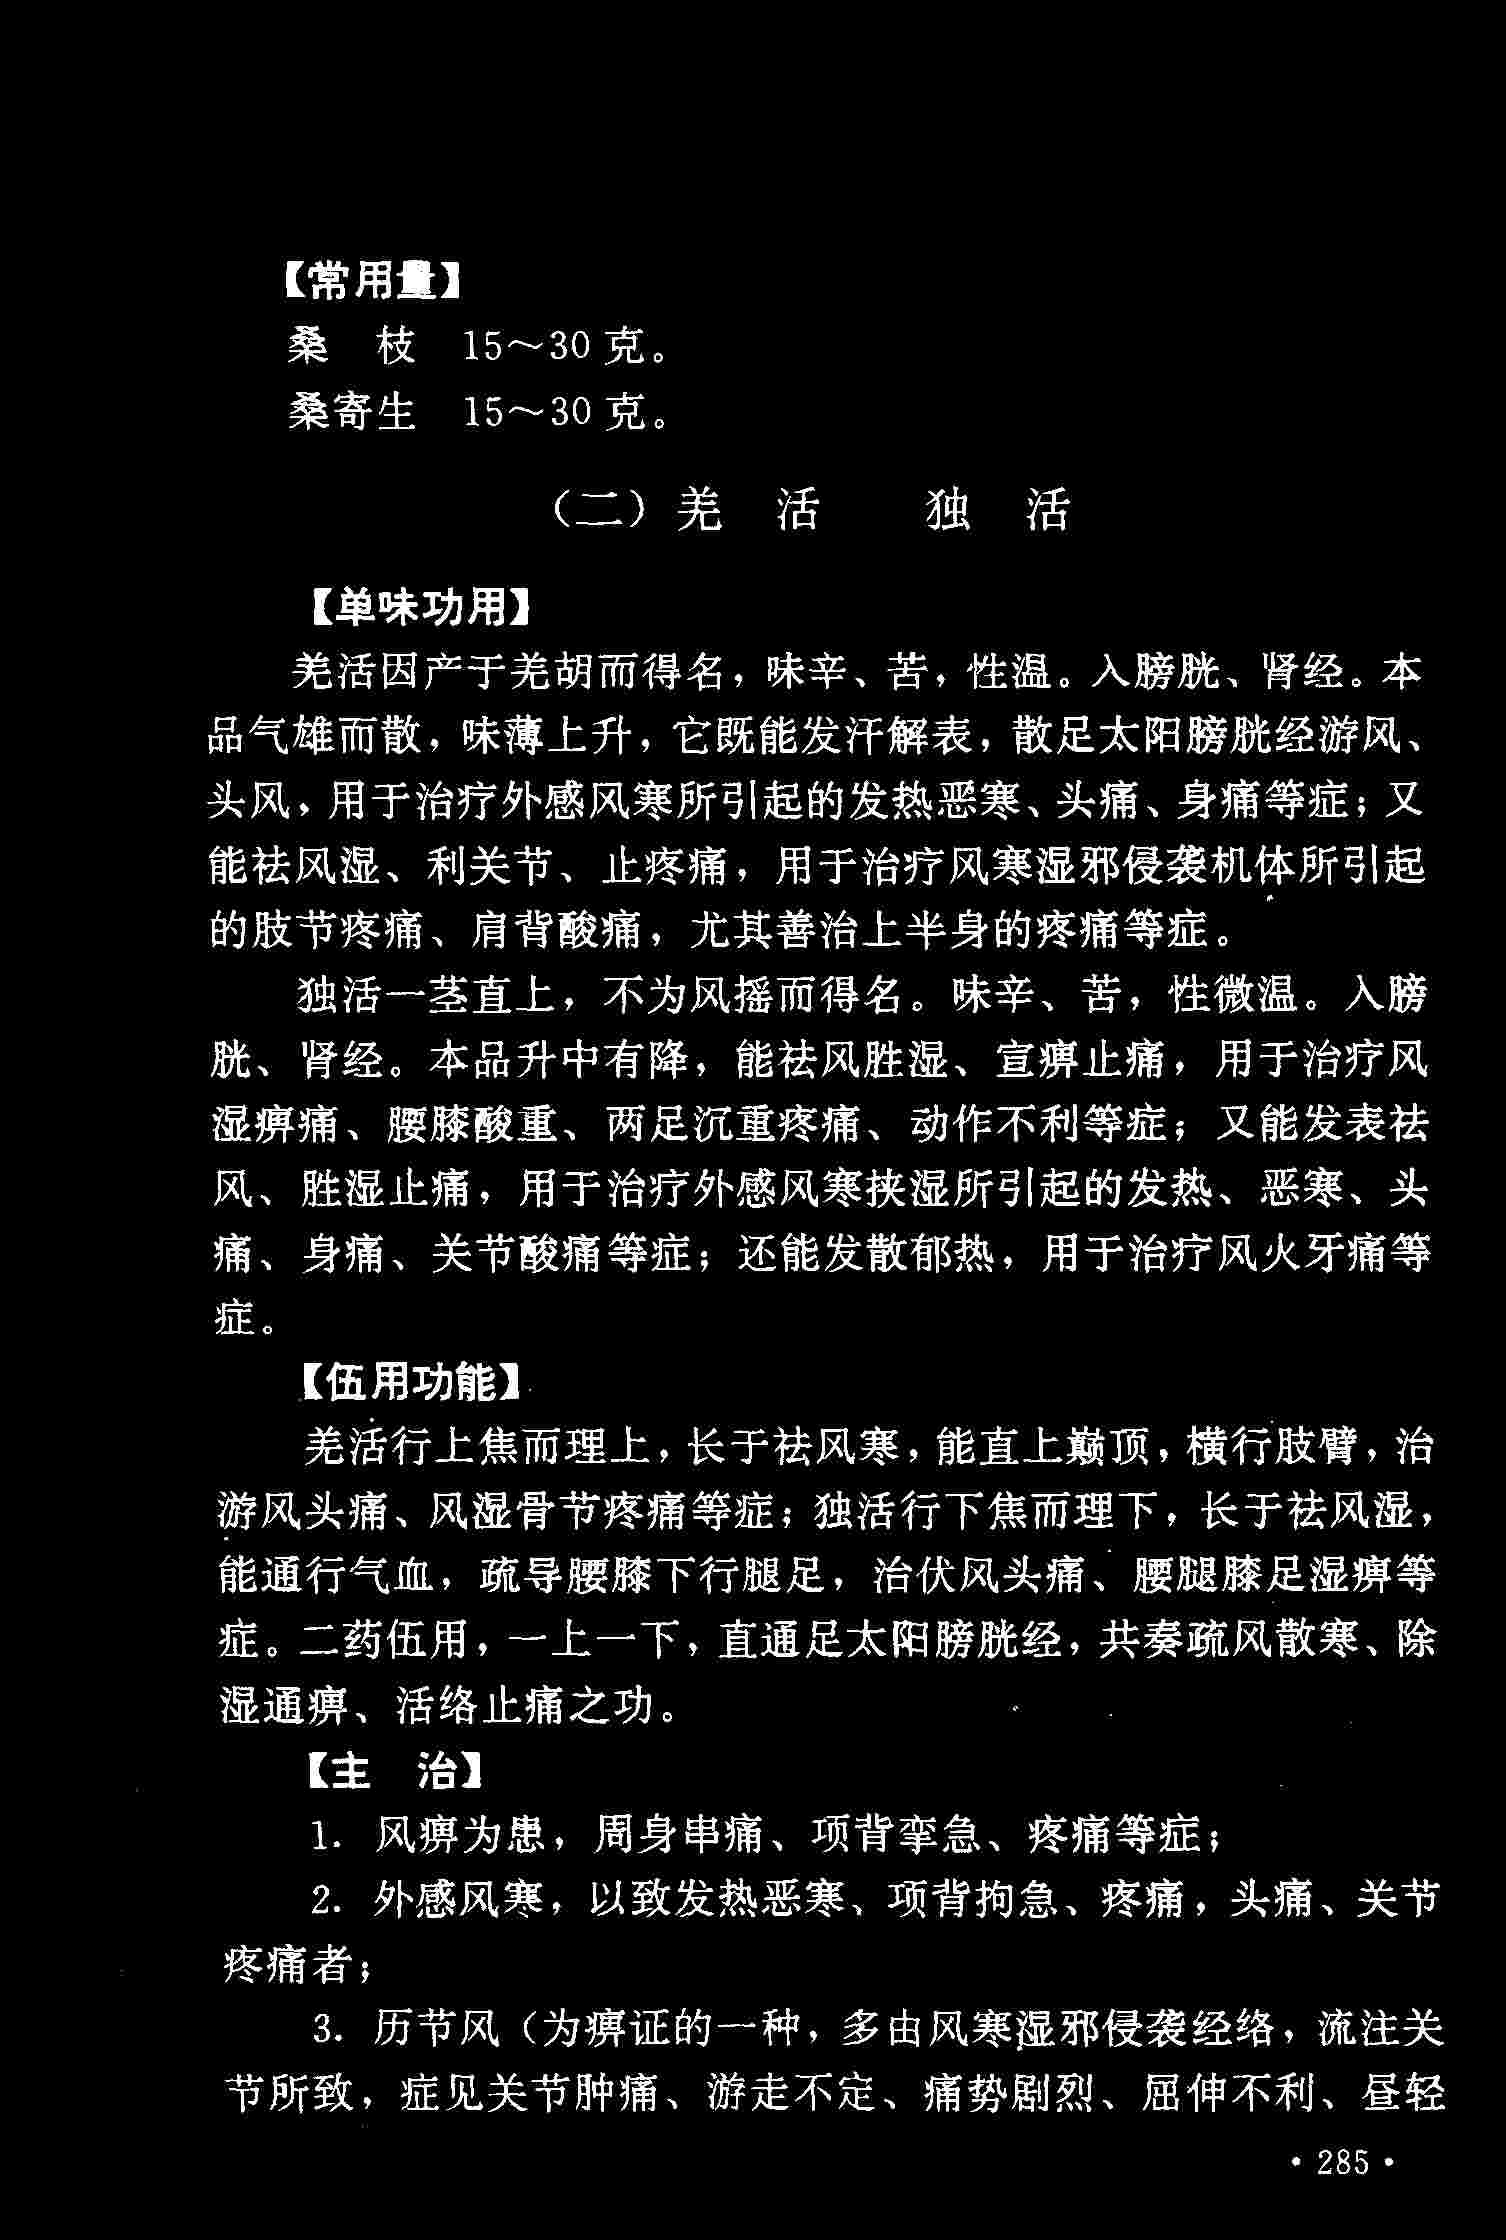 【常用量】
桑　枝　15～30 克。
桑寄生　15～30 克。
（二）羌　活　　独　活
【单味功用】
羌活因产于羌胡而得名，味辛、苦，性温。入膀胱、肾经。本
品气雄而散，味薄上升，它既能发汗解表，散足太阳膀胱经游风、
头风，用于治疗外感风寒所引起的发热恶寒、头痛、身痛等症；又
能祛风湿、利关节、止疼痛，用于治疗风寒湿邪侵袭机体所引起
的肢节疼痛、肩背酸痛，尤其善治上半身的疼痛等症。
独活一茎直上，不为风摇而得名。味辛、苦，性微温。入膀
胱、肾经。本品升中有降，能祛风胜湿、宣痹止痛，用于治疗风
湿痹痛、腰膝酸重、两足沉重疼痛、动作不利等症；又能发表祛
风、胜湿止痛，用于治疗外感风寒挟湿所引起的发热、恶寒、头
痛、身痛、关节酸痛等症；还能发散郁热，用于治疗风火牙痛等
症。
【伍用功能】
羌活行上焦而理上，长于祛风寒，能直上巅顶，横行肢臂，治
游风头痛、风湿骨节疼痛等症；独活行下焦而理下，长于祛风湿，
能通行气血，疏导腰膝下行腿足，治伏风头痛、腰腿膝足湿痹等
症。二药伍用，一上一下，直通足太阳膀胱经，共奏疏风散寒、除
湿通痹、活络止痛之功。
【主　治】
1. 风痹为患，周身串痛、项背挛急、疼痛等症；
2. 外感风寒，以致发热恶寒、项背拘急、疼痛，头痛、关节
疼痛者；
3. 历节风（为痹证的一种，多由风寒湿邪侵袭经络，流注关
节所致，症见关节肿痛、游走不定、痛势剧烈、屈伸不利、昼轻
·285·